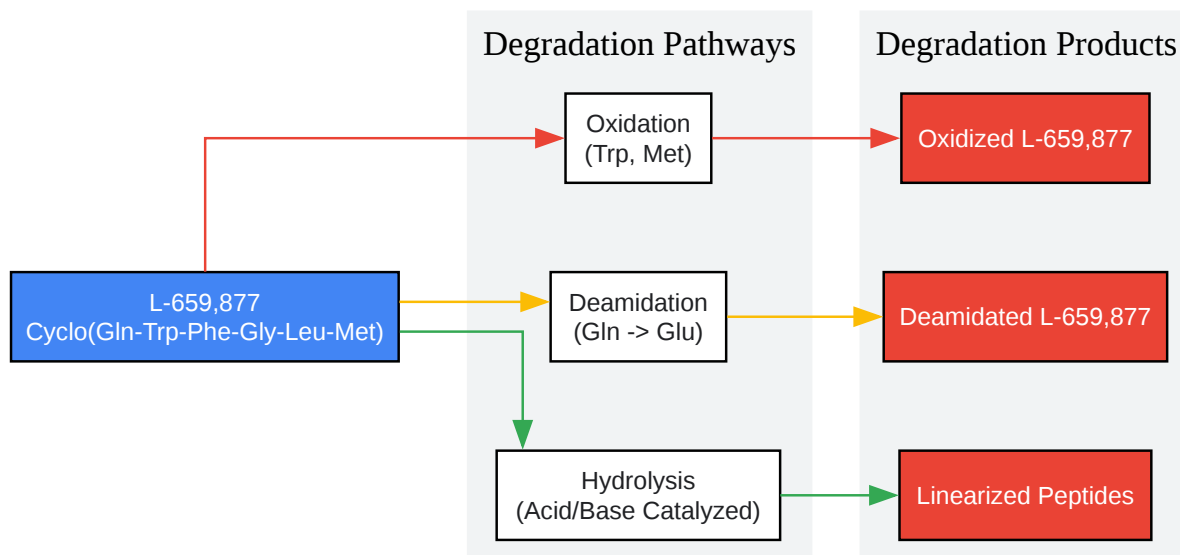 Degradation Pathways
Degradation Products
Oxidation
(Trp, Met)
Oxidized L-659,877
L-659,877
Cyclo(Gln-Trp-Phe-Gly-Leu-Met)
Deamidation
(Gln -> Glu)
Deamidated L-659,877
Hydrolysis
(Acid/Base Catalyzed)
Linearized Peptides